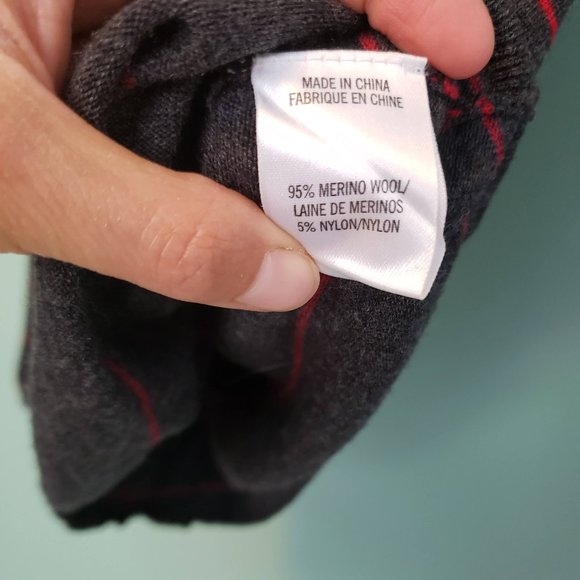 MADE IN CHINA
FABRIQUE EN CHINE
95% MERINO WOOL/
LAINE DE MERINOS
5% NYLON/NYLON